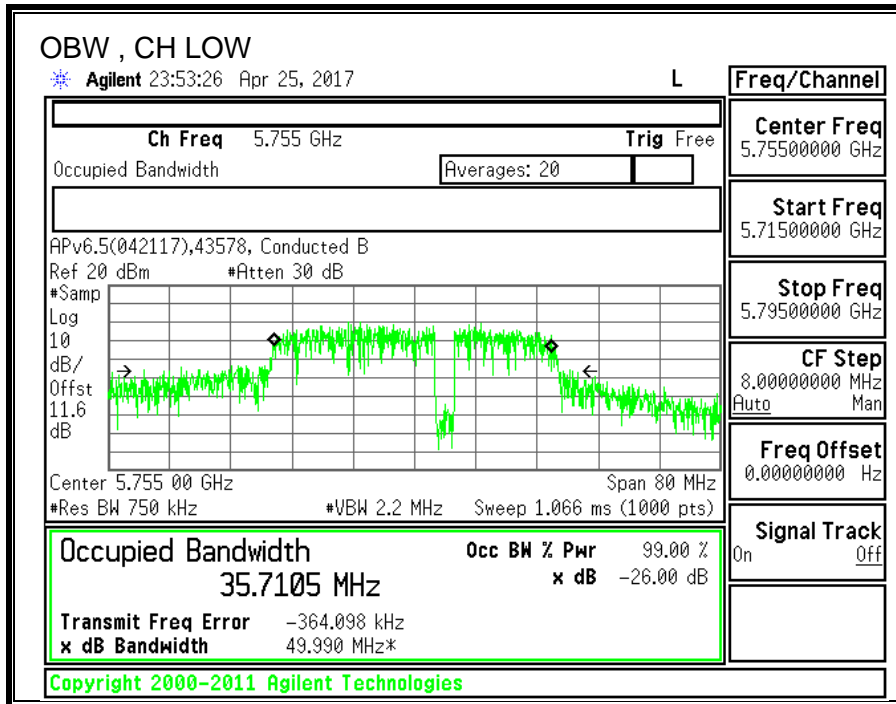 OBW , CH LOW
Agilent 23:53:26 Apr 25, 2017 L
Freq/Channel
Ch Freq 5.755 GHz Trig Free
Occupied Bandwidth Averages: 20
APv6.5(042117),43578, Conducted B
Ref 20 dBm #Atten 30 dB
#Samp
Log
10
dB/
Offst
11.6
dB
Center 5.755 00 GHz Span 80 MHz
#Res BW 750 kHz #VBW 2.2 MHz Sweep 1.066 ms (1000 pts)
Occupied Bandwidth Occ BW % Pwr 99.00 %
35.7105 MHz x dB -26.00 dB
Transmit Freq Error -364.098 kHz
x dB Bandwidth 49.990 MHz*
Copyright 2000-2011 Agilent Technologies
Center Freq
5.75500000 GHz
Start Freq
5.71500000 GHz
Stop Freq
5.79500000 GHz
CF Step
8.00000000 MHz
Auto Man
Freq Offset
0.00000000 Hz
Signal Track
On Off